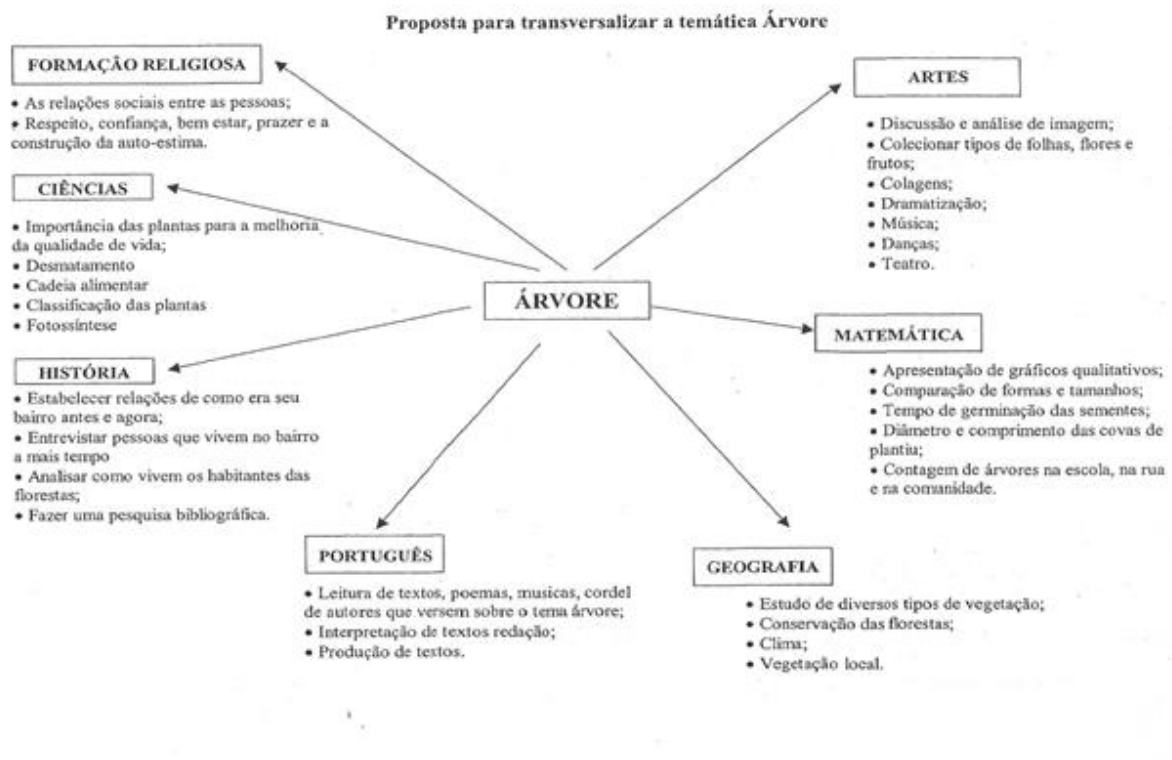 Proposta para transversalizar a temática Árvore
FORMAÇÃO RELIGIOSA
• As relações sociais entre as pessoas;
• Respeito, confiança, bem estar, prazer e a
construção da auto-estima.
CIÊNCIAS
• Importância das plantas para a melhoria
da qualidade de vida;
• Desmatamento
• Cadeia alimentar
• Classificação das plantas
• Fotossíntese
HISTÓRIA
• Estabelecer relações de como era seu
bairro antes e agora;
• Entrevistar pessoas que vivem no bairro
a mais tempo
• Analisar como vivem os habitantes das
florestas;
• Fazer uma pesquisa bibliográfica.
ÁRVORE
ARTES
• Discussão e análise de imagem;
• Colecionar tipos de folhas, flores e
frutos;
• Colagens;
• Dramatização;
• Música;
• Danças;
• Teatro.
MATEMÁTICA
• Apresentação de gráficos qualitativos;
• Comparação de formas e tamanhos;
• Tempo de germinação das sementes;
• Diâmetro e comprimento das covas de
plantiu;
• Contagem de árvores na escola, na rua
e na comunidade.
PORTUGUÊS
• Leitura de textos, poemas, musicas, cordel
de autores que versem sobre o tema árvore;
• Interpretação de textos redação;
• Produção de textos.
GEOGRAFIA
• Estudo de diversos tipos de vegetação;
• Conservação das florestas;
• Clima;
• Vegetação local.